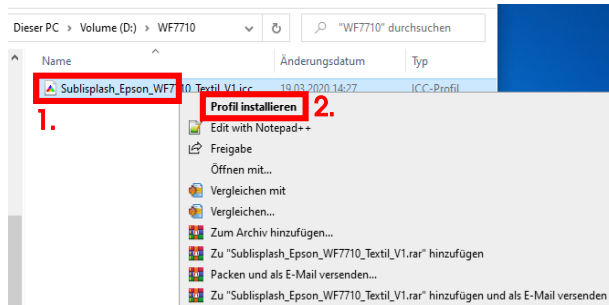 Dieser PC > Volume (D:) > WF7710
"WF7710" durchsuchen
Name Änderungsdatum Typ
Sublisplash_Epson_WF7710_Textil_V1.icc 19.03.2020 14:27 ICC-Profil
1.
Profil installieren 2.
Edit with Notepad++
Freigabe
Öffnen mit...
Vergleichen mit
Vergleichen...
Zum Archiv hinzufügen...
Zu "Sublisplash_Epson_WF7710_Textil_V1.rar" hinzufügen
Packen und als E-Mail versenden...
Zu "Sublisplash_Epson_WF7710_Textil_V1.rar" hinzufügen und als E-Mail versenden